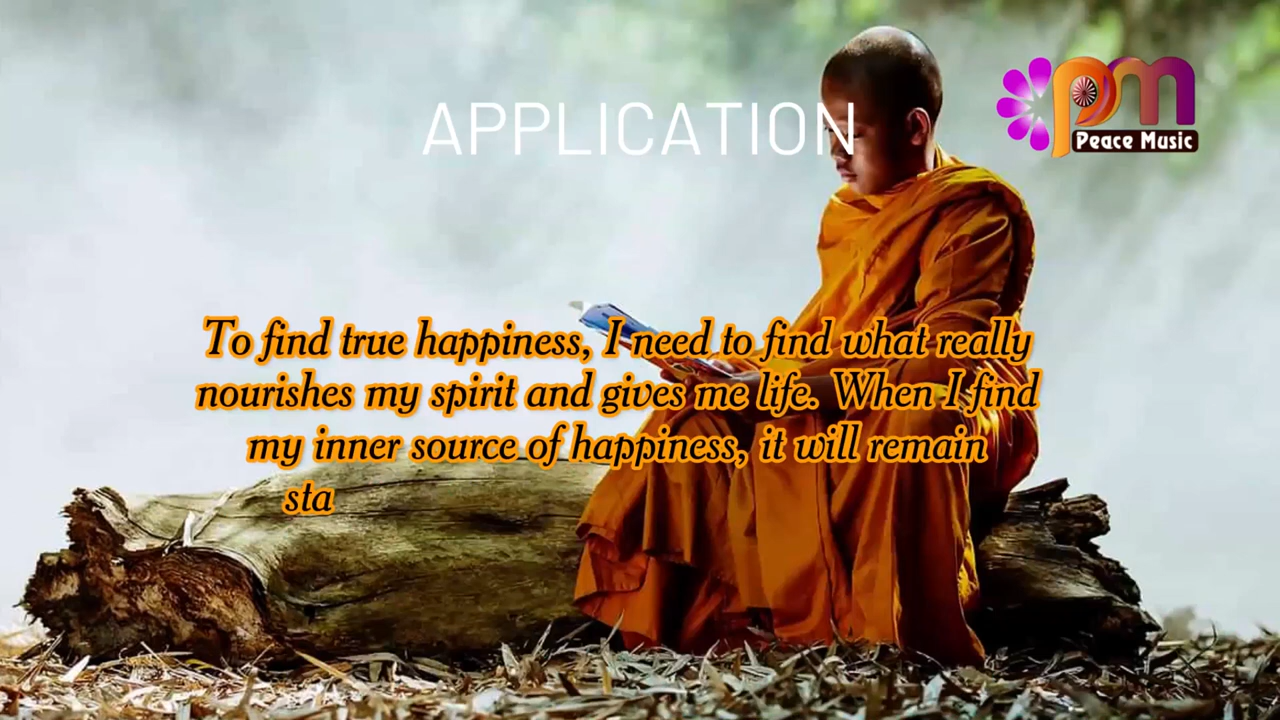 APPLICATION
pm
Peace Music
To find true happiness, I need to find what really
nourishes my spirit and gives me life. When I find
my inner source of happiness, it will remain
sta